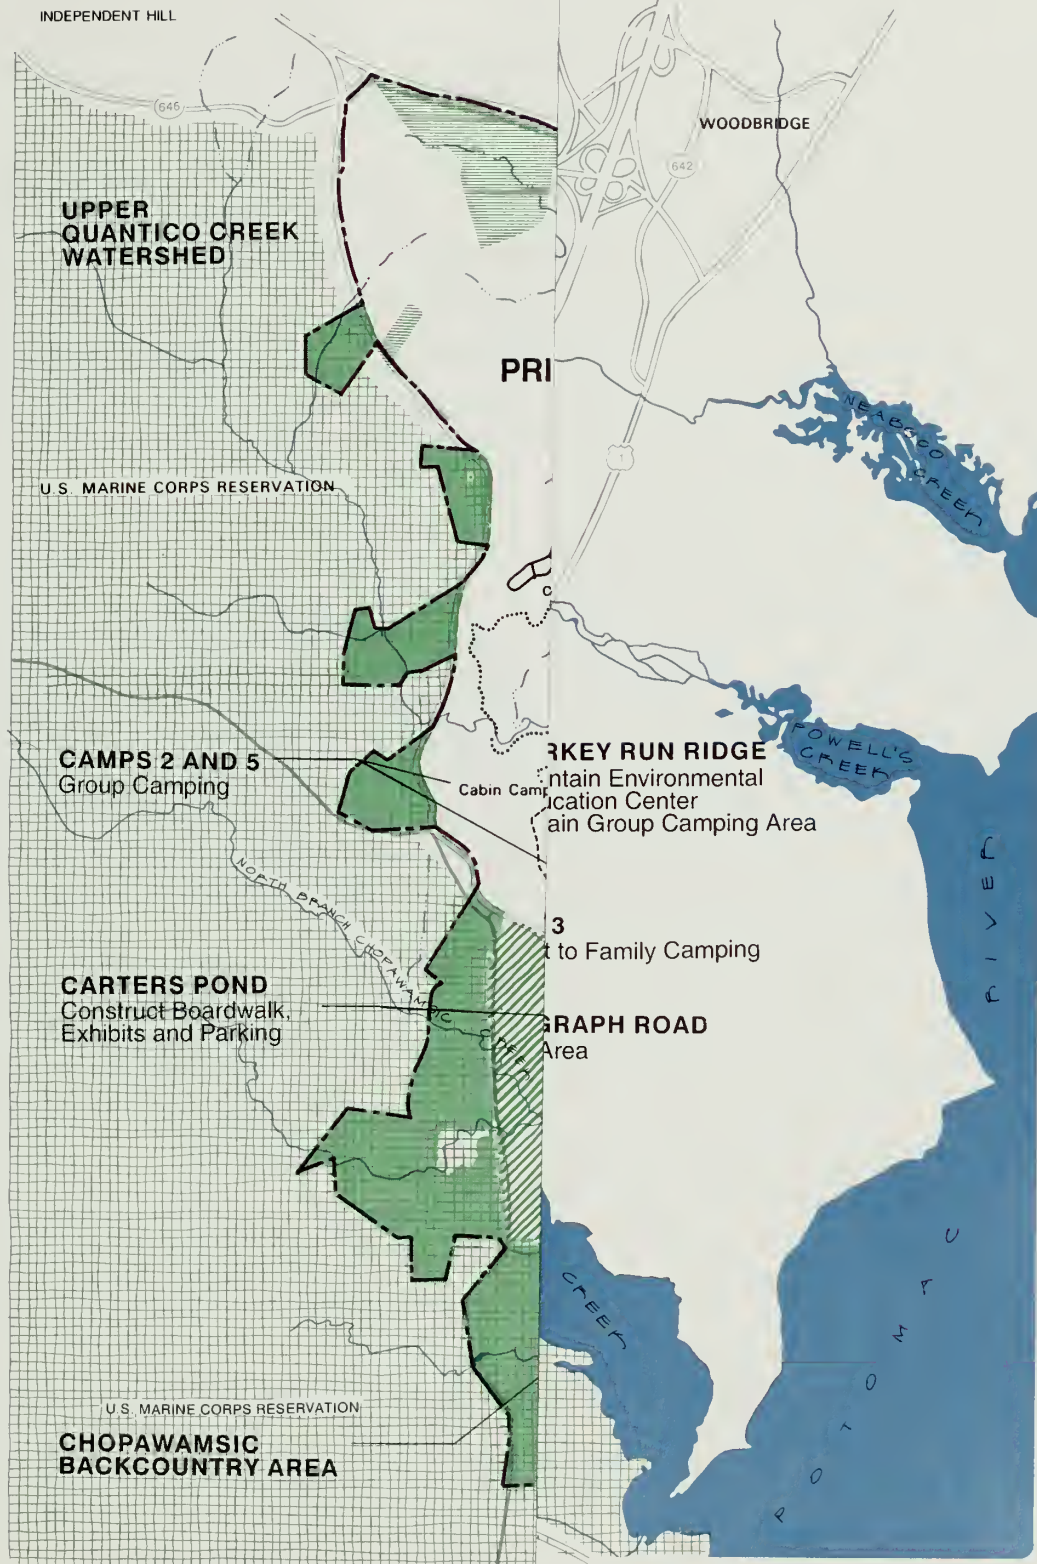 INDEPENDENT HILL
646
WOODBRIDGE
642
UPPER
QUANTICO CREEK
WATERSHED
PRI
NEABSCO
CREEK
1
U.S. MARINE CORPS RESERVATION
C
CAMPS 2 AND 5
Group Camping
Cabin Camp
RKEY RUN RIDGE
ntain Environmental
ucation Center
ain Group Camping Area
POWELL'S
CREEK
NORTH BRANCH CHOPAWAMSIC CREEK
3
t to Family Camping
CARTERS POND
Construct Boardwalk,
Exhibits and Parking
GRAPH ROAD
Area
CREEK
POTOMAC RIVER
U.S. MARINE CORPS RESERVATION
CHOPAWAMSIC
BACKCOUNTRY AREA